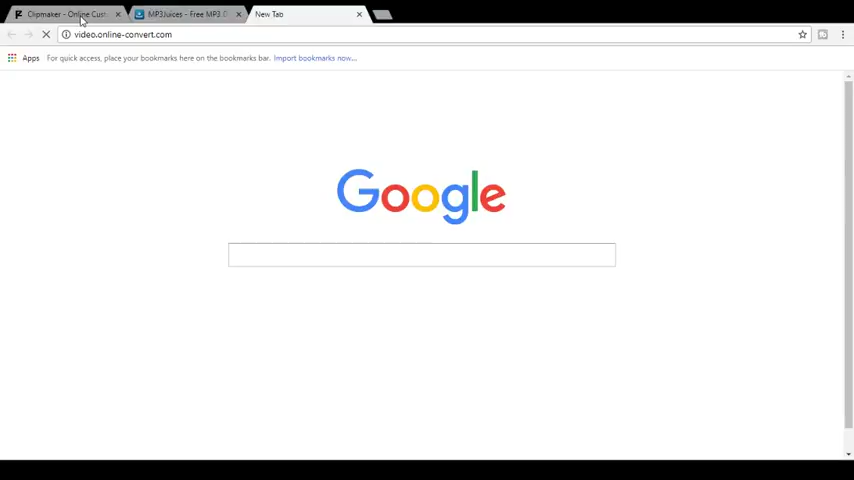 Clipmaker - Online Cust
MP3Juices - Free MP3 D
New Tab
video.online-convert.com
Apps
For quick access, place your bookmarks here on the bookmarks bar. Import bookmarks now...
Google